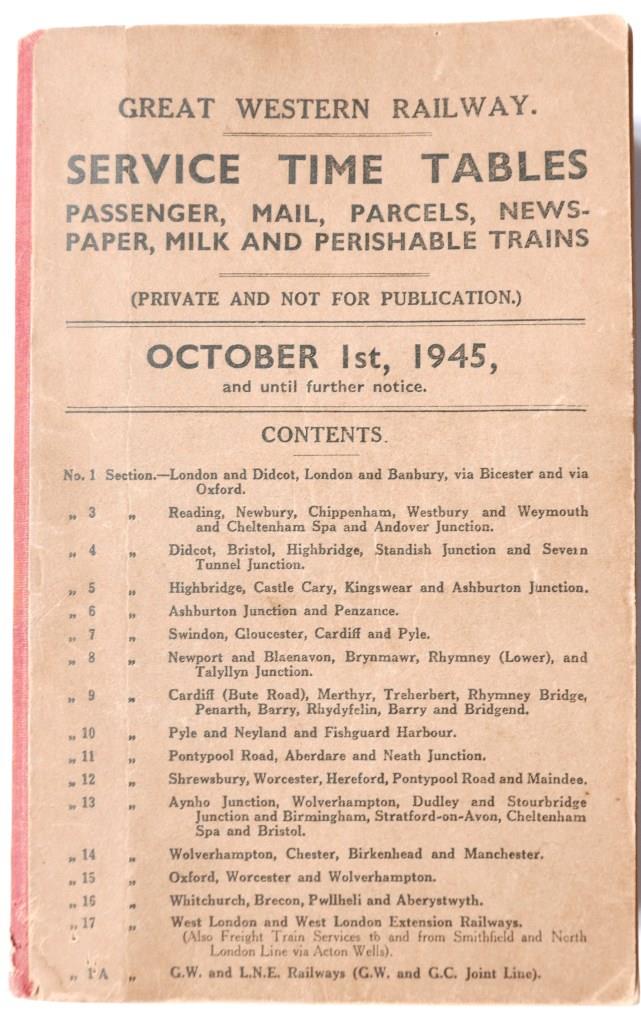 GREAT WESTERN RAILWAY.
SERVICE TIME TABLES
PASSENGER, MAIL, PARCELS, NEWS-
PAPER, MILK AND PERISHABLE TRAINS
(PRIVATE AND NOT FOR PUBLICATION.)
OCTOBER 1st, 1945,
and until further notice.
CONTENTS.
No. 1 Section.—London and Didcot, London and Banbury, via Bicester and via
Oxford.
„ 3 „ Reading, Newbury, Chippenham, Westbury and Weymouth
and Cheltenham Spa and Andover Junction.
„ 4 „ Didcot, Bristol, Highbridge, Standish Junction and Severn
Tunnel Junction.
„ 5 „ Highbridge, Castle Cary, Kingswear and Ashburton Junction.
„ 6 „ Ashburton Junction and Penzance.
„ 7 „ Swindon, Gloucester, Cardiff and Pyle.
„ 8 „ Newport and Blaenavon, Brynmawr, Rhymney (Lower), and
Talyllyn Junction.
„ 9 „ Cardiff (Bute Road), Merthyr, Treherbert, Rhymney Bridge,
Penarth, Barry, Rhydyfelin, Barry and Bridgend.
„ 10 „ Pyle and Neyland and Fishguard Harbour.
„ 11 „ Pontypool Road, Aberdare and Neath Junction.
„ 12 „ Shrewsbury, Worcester, Hereford, Pontypool Road and Maindee.
„ 13 „ Aynho Junction, Wolverhampton, Dudley and Stourbridge
Junction and Birmingham, Stratford-on-Avon, Cheltenham
Spa and Bristol.
„ 14 „ Wolverhampton, Chester, Birkenhead and Manchester.
„ 15 „ Oxford, Worcester and Wolverhampton.
„ 16 „ Whitchurch, Brecon, Pwllheli and Aberystwyth.
„ 17 „ West London and West London Extension Railways.
(Also Freight Train Services to and from Smithfield and North
London Line via Acton Wells).
„ 1A „ G.W. and L.N.E. Railways (G.W. and G.C. Joint Line).